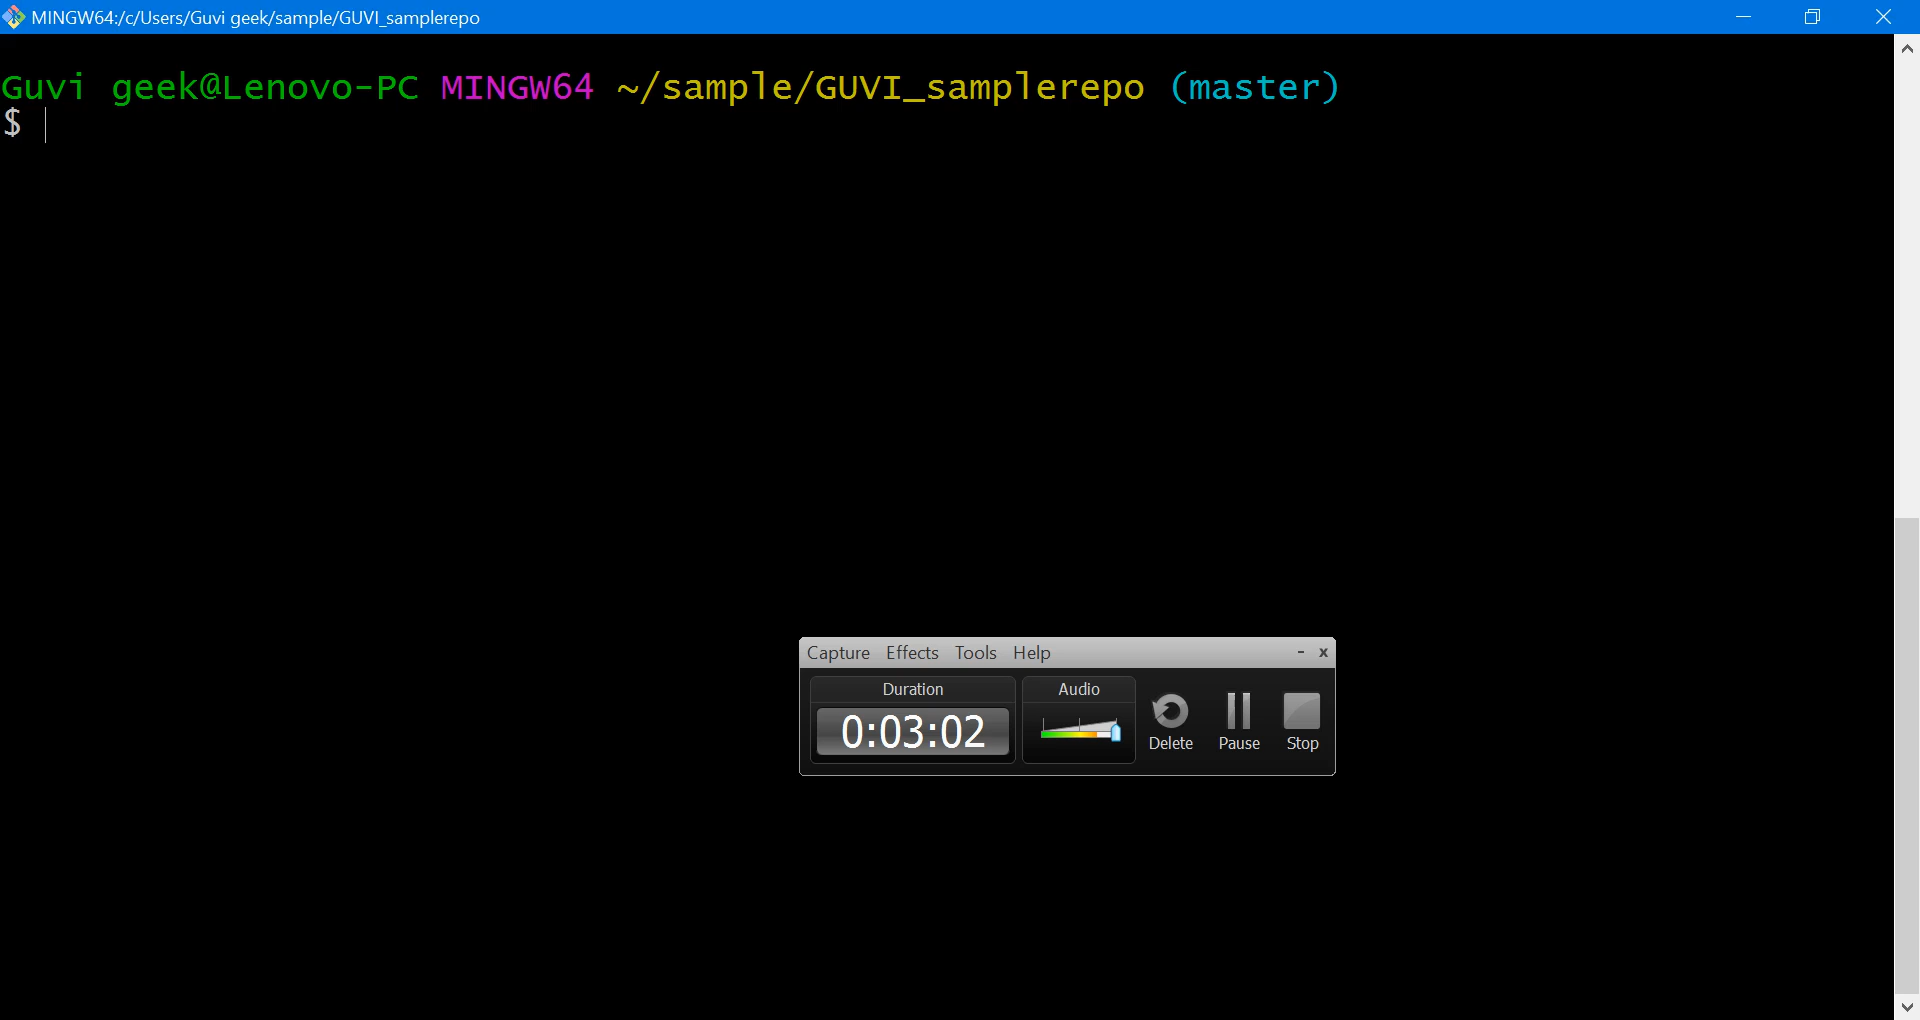 MINGW64:/c/Users/Guvi geek/sample/GUVI_samplerepo
Guvi geek@Lenovo-PC MINGW64 ~/sample/GUVI_samplerepo (master)
$
Capture Effects Tools Help - x
Duration Audio
0:03:02
Delete Pause Stop